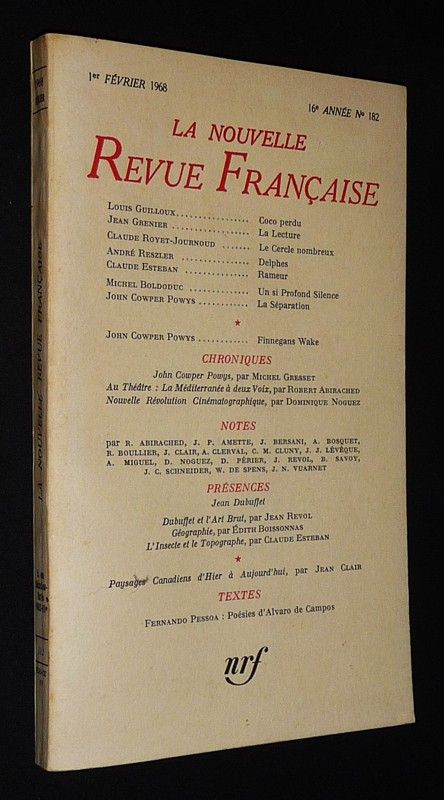 1er FÉVRIER 1968
16e ANNÉE No 182
LA NOUVELLE
REVUE FRANÇAISE
LOUIS GUILLOUX................ Coco perdu
JEAN GRENIER ................. La Lecture
CLAUDE ROYET-JOURNOUD ....... Le Cercle nombreux
ANDRÉ RESZLER ............... Delphes
CLAUDE ESTEBAN .............. Rameur
MICHEL BOLDODUC ............. Un si Profond Silence
JOHN COWPER POWYS ........... La Séparation
*
JOHN COWPER POWYS ............ Finnegans Wake
CHRONIQUES
John Cowper Powys, par MICHEL GRESSET
Au Théâtre : La Méditerranée à deux Voix, par ROBERT ABIRACHED
Nouvelle Révolution Cinématographique, par DOMINIQUE NOGUEZ
NOTES
par R. ABIRACHED, J. P. AMETTE, J. BERSANI, A. BOSQUET,
R. BOULLIER, J. CLAIR, A. CLERVAL, C. M. CLUNY, J. J. LÉVÊQUE,
A. MIGUEL, D. NOGUEZ, D. PÉRIER, J. REVOL, B. SAVOY,
J. C. SCHNEIDER, W. DE SPENS, J. N. VUARNET
PRÉSENCES
Jean Dubuffet
Dubuffet et l'Art Brut, par JEAN REVOL
Géographie, par ÉDITH BOISSONNAS
L'Insecte et le Topographe, par CLAUDE ESTEBAN
*
Paysages Canadiens d'Hier à Aujourd'hui, par JEAN CLAIR
TEXTES
FERNANDO PESSOA : Poésies d'Alvaro de Campos
nrf
LA NOUVELLE REVUE FRANÇAISE